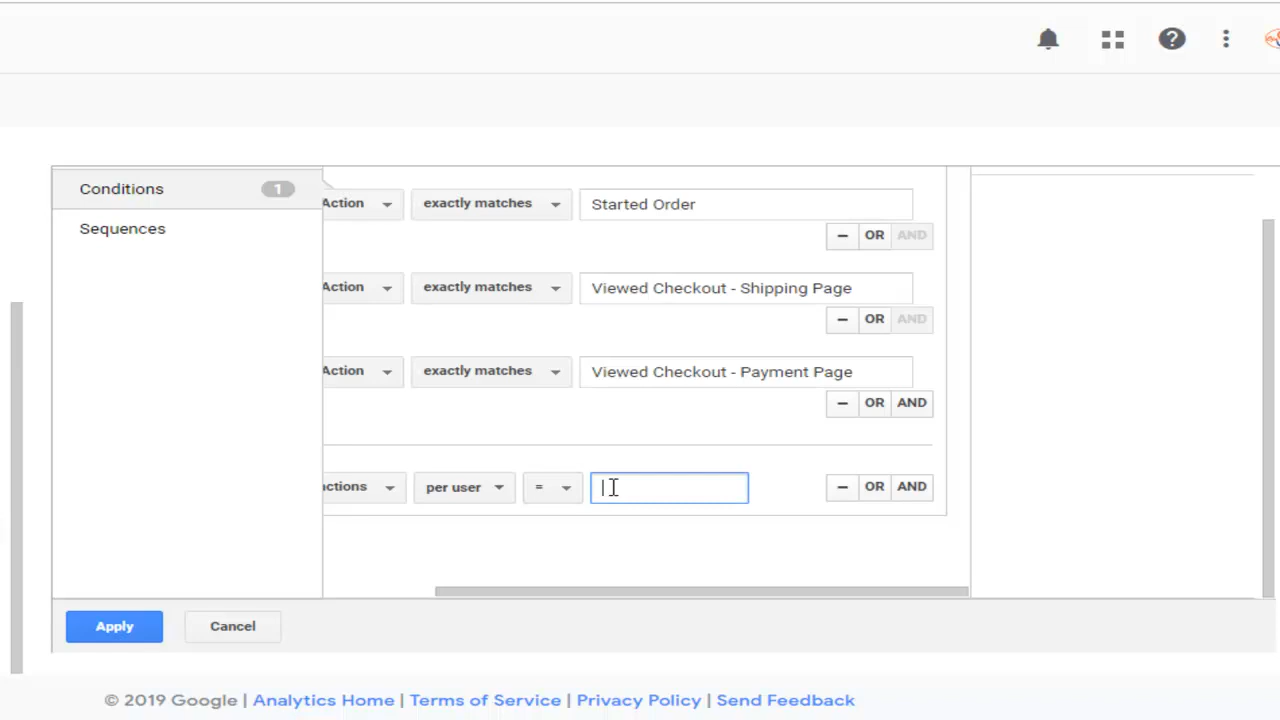 Conditions 1
Sequences
Action exactly matches Started Order
− OR AND
Action exactly matches Viewed Checkout - Shipping Page
− OR AND
Action exactly matches Viewed Checkout - Payment Page
− OR AND
ctions per user = − OR AND
Apply Cancel
© 2019 Google | Analytics Home | Terms of Service | Privacy Policy | Send Feedback